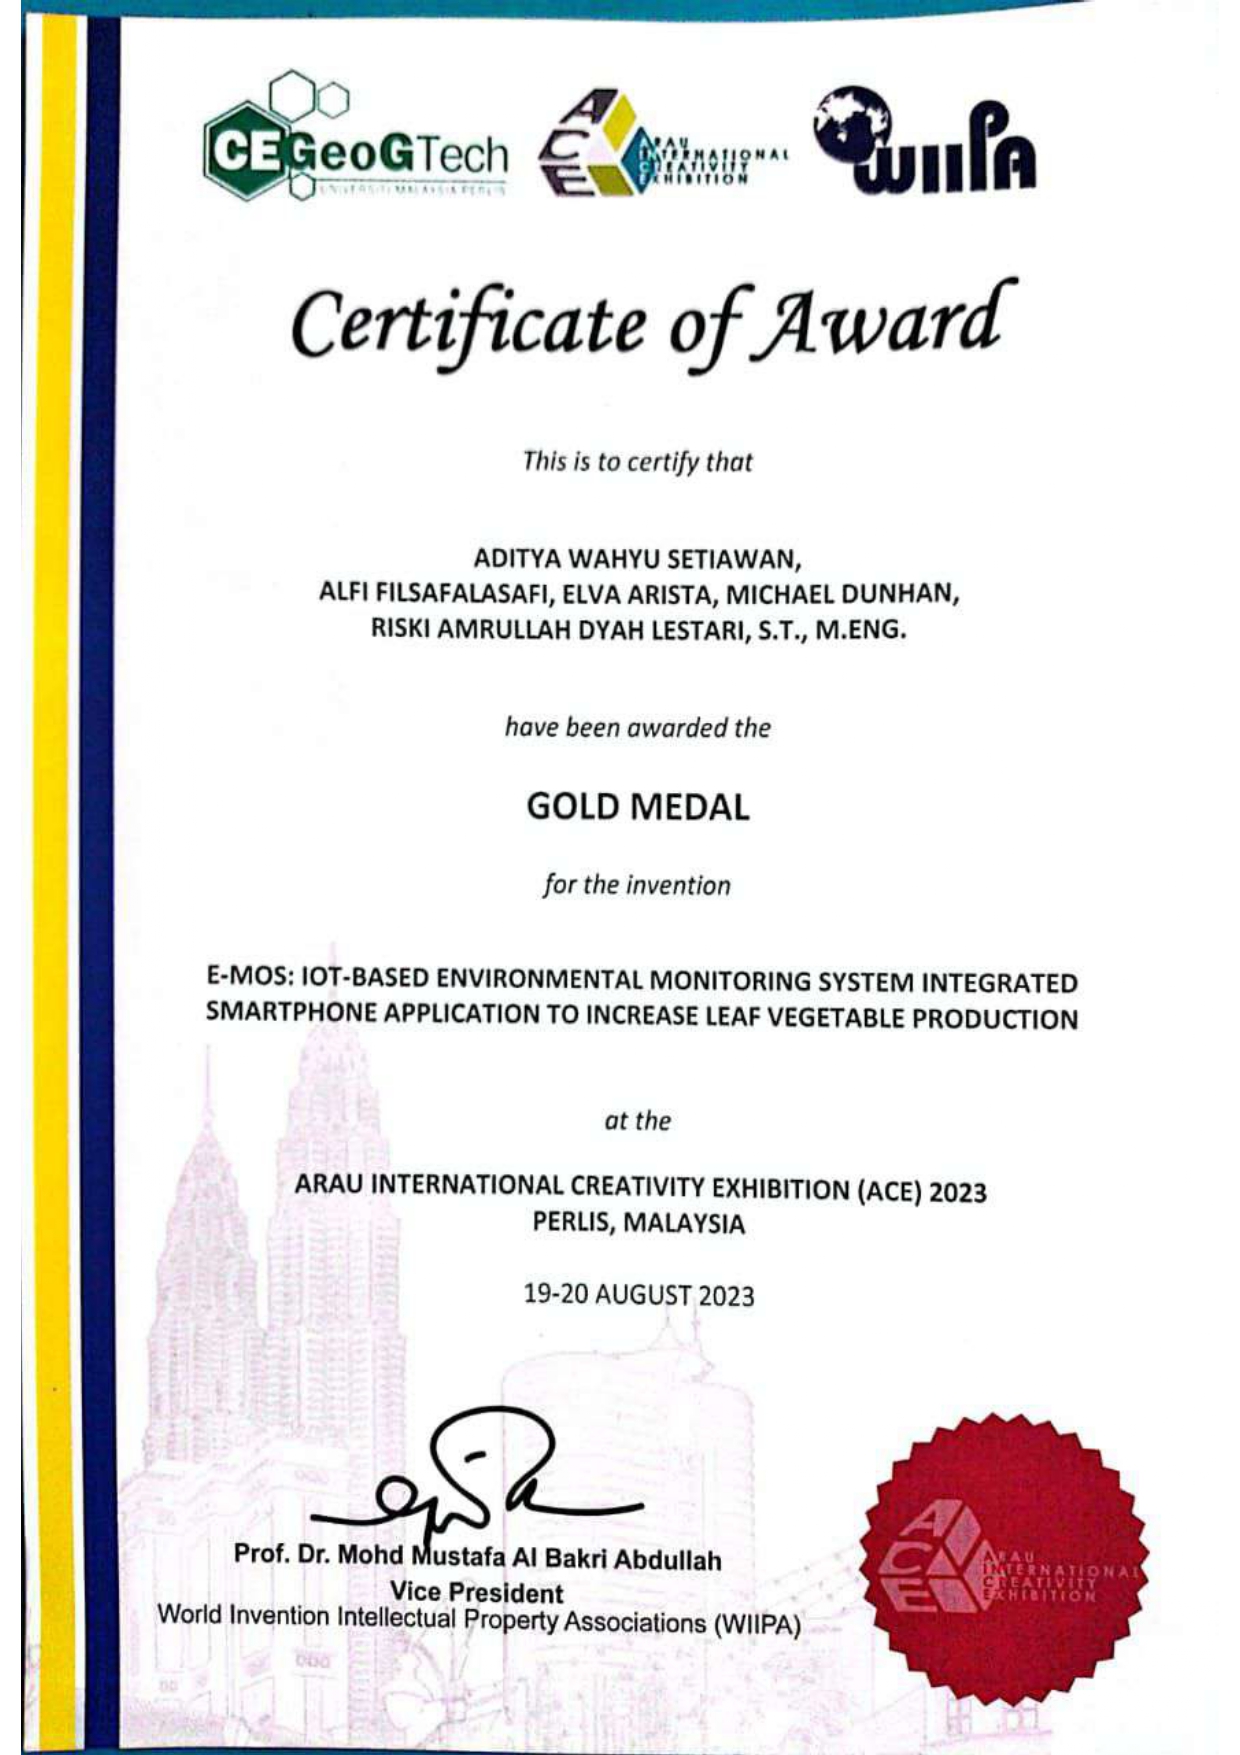 CEGeoGTech
UNIVERSITI MALAYSIA PERLIS
ACE
ARAU
INTERNATIONAL
CREATIVITY
EXHIBITION
WIIPA
Certificate of Award
This is to certify that
ADITYA WAHYU SETIAWAN,
ALFI FILSAFALASAFI, ELVA ARISTA, MICHAEL DUNHAN,
RISKI AMRULLAH DYAH LESTARI, S.T., M.ENG.
have been awarded the
GOLD MEDAL
for the invention
E-MOS: IOT-BASED ENVIRONMENTAL MONITORING SYSTEM INTEGRATED
SMARTPHONE APPLICATION TO INCREASE LEAF VEGETABLE PRODUCTION
at the
ARAU INTERNATIONAL CREATIVITY EXHIBITION (ACE) 2023
PERLIS, MALAYSIA
19-20 AUGUST 2023
Prof. Dr. Mohd Mustafa Al Bakri Abdullah
Vice President
World Invention Intellectual Property Associations (WIIPA)
ACE
ARAU
INTERNATIONAL
CREATIVITY
EXHIBITION